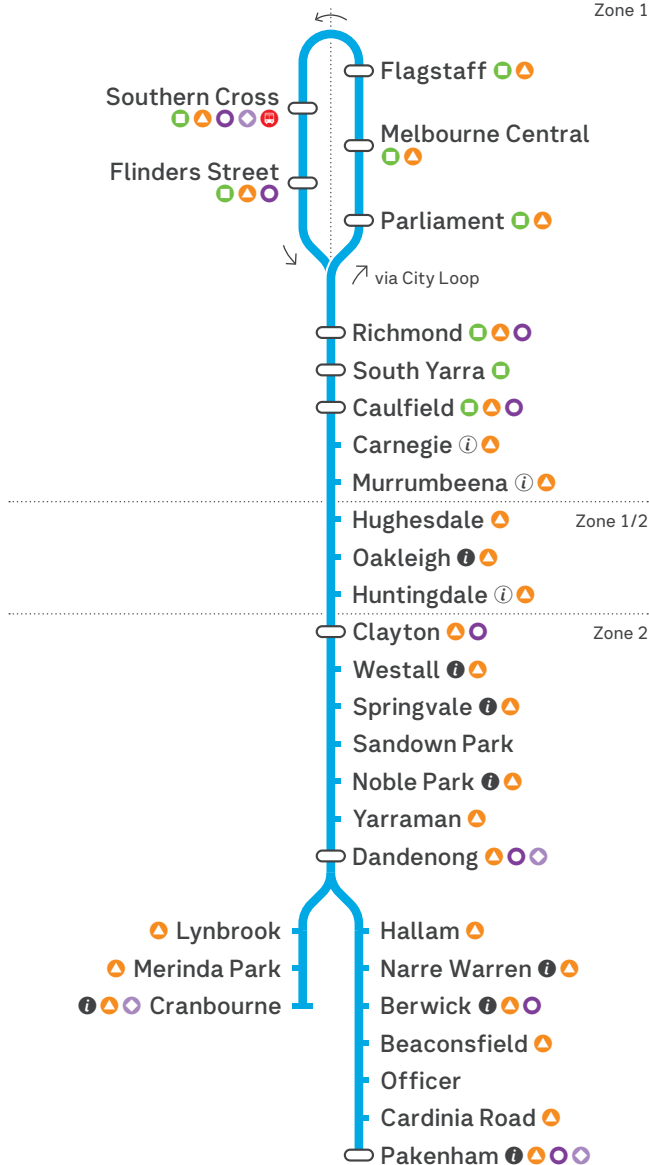 Zone 1
Flagstaff
Southern Cross
Melbourne Central
Flinders Street
Parliament
via City Loop
Richmond
South Yarra
Caulfield
Carnegie i
Murrumbeena i
Hughesdale
Zone 1/2
Oakleigh i
Huntingdale i
Clayton
Zone 2
Westall i
Springvale i
Sandown Park
Noble Park i
Yarraman
Dandenong
Lynbrook
Hallam
Merinda Park
Narre Warren i
i Cranbourne
Berwick i
Beaconsfield
Officer
Cardinia Road
Pakenham i